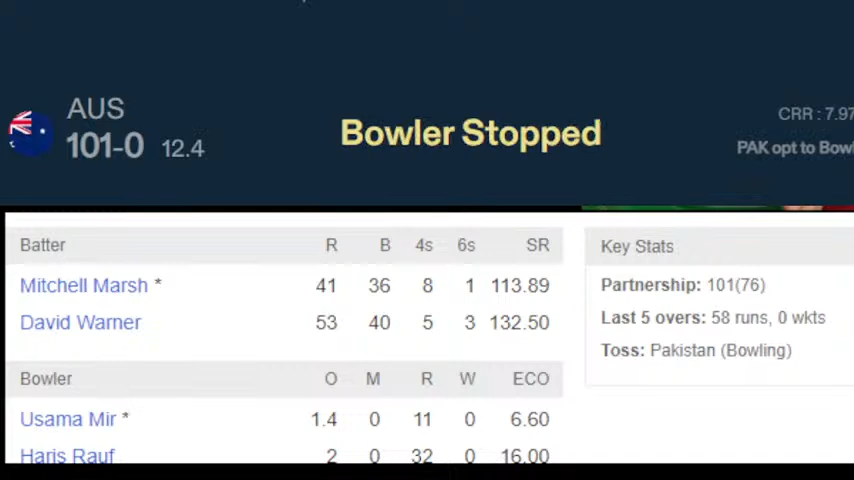 AUS
101-0 12.4
Bowler Stopped
CRR : 7.97
PAK opt to Bowl
Batter R B 4s 6s SR
Mitchell Marsh * 41 36 8 1 113.89
David Warner 53 40 5 3 132.50
Bowler O M R W ECO
Usama Mir * 1.4 0 11 0 6.60
Haris Rauf 2 0 32 0 16.00
Key Stats
Partnership: 101(76)
Last 5 overs: 58 runs, 0 wkts
Toss: Pakistan (Bowling)